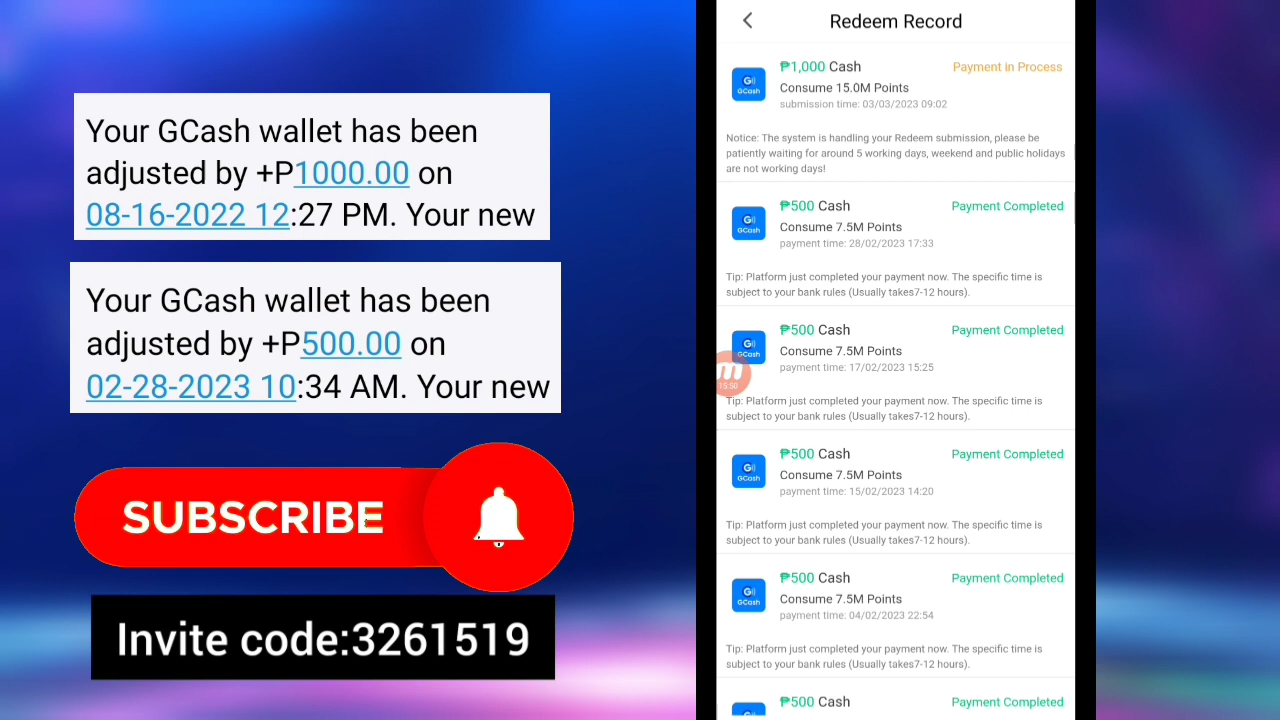 Your GCash wallet has been
adjusted by +P1000.00 on
08-16-2022 12:27 PM. Your new
Your GCash wallet has been
adjusted by +P500.00 on
02-28-2023 10:34 AM. Your new
SUBSCRIBE
Invite code:3261519
Redeem Record
₱1,000 Cash
Payment in Process
GCash
Consume 15.0M Points
submission time: 03/03/2023 09:02
Notice: The system is handling your Redeem submission, please be
patiently waiting for around 5 working days, weekend and public holidays
are not working days!
₱500 Cash
Payment Completed
GCash
Consume 7.5M Points
payment time: 28/02/2023 17:33
Tip: Platform just completed your payment now. The specific time is
subject to your bank rules (Usually takes7-12 hours).
₱500 Cash
Payment Completed
GCash
Consume 7.5M Points
payment time: 17/02/2023 15:25
15:50
Tip: Platform just completed your payment now. The specific time is
subject to your bank rules (Usually takes7-12 hours).
₱500 Cash
Payment Completed
GCash
Consume 7.5M Points
payment time: 15/02/2023 14:20
Tip: Platform just completed your payment now. The specific time is
subject to your bank rules (Usually takes7-12 hours).
₱500 Cash
Payment Completed
GCash
Consume 7.5M Points
payment time: 04/02/2023 22:54
Tip: Platform just completed your payment now. The specific time is
subject to your bank rules (Usually takes7-12 hours).
₱500 Cash
Payment Completed